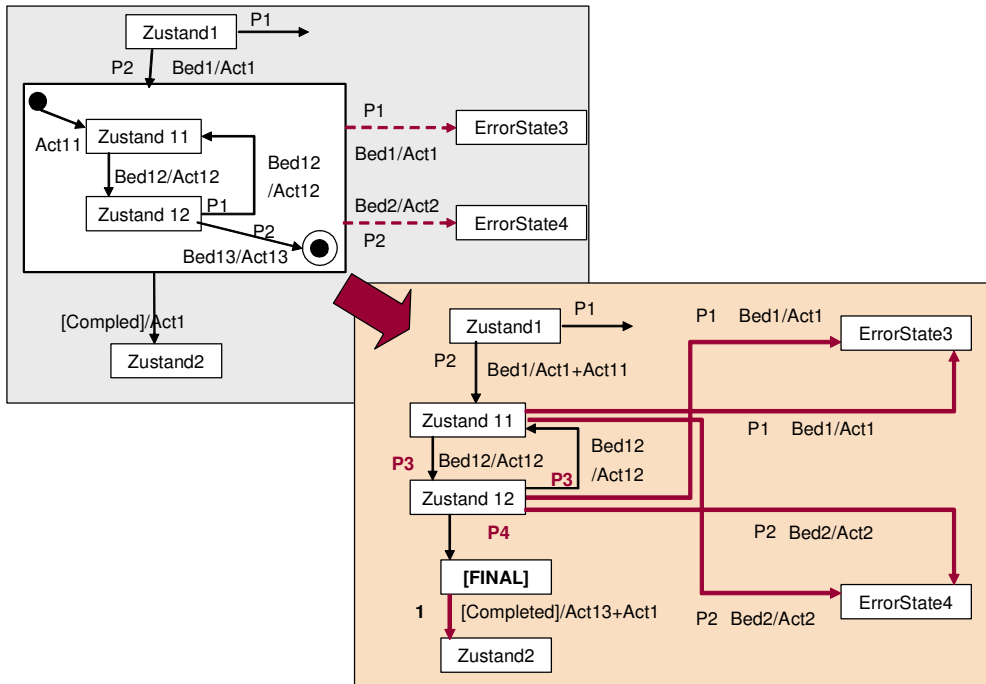 P1
Zustand1
P2 Bed1/Act1
P1
ErrorState3
Act11
Zustand 11
Bed1/Act1
Bed12
/Act12
Bed12/Act12
Bed2/Act2
Zustand 12
P1
ErrorState4
P2
P2
Bed13/Act13
[Compled]/Act1
Zustand2
P1
Zustand1
P1 Bed1/Act1
ErrorState3
P2
Bed1/Act1+Act11
Zustand 11
P1 Bed1/Act1
Bed12
/Act12
P3
Bed12/Act12
P3
Zustand 12
P4
P2 Bed2/Act2
[FINAL]
ErrorState4
1
[Completed]/Act13+Act1
P2 Bed2/Act2
Zustand2